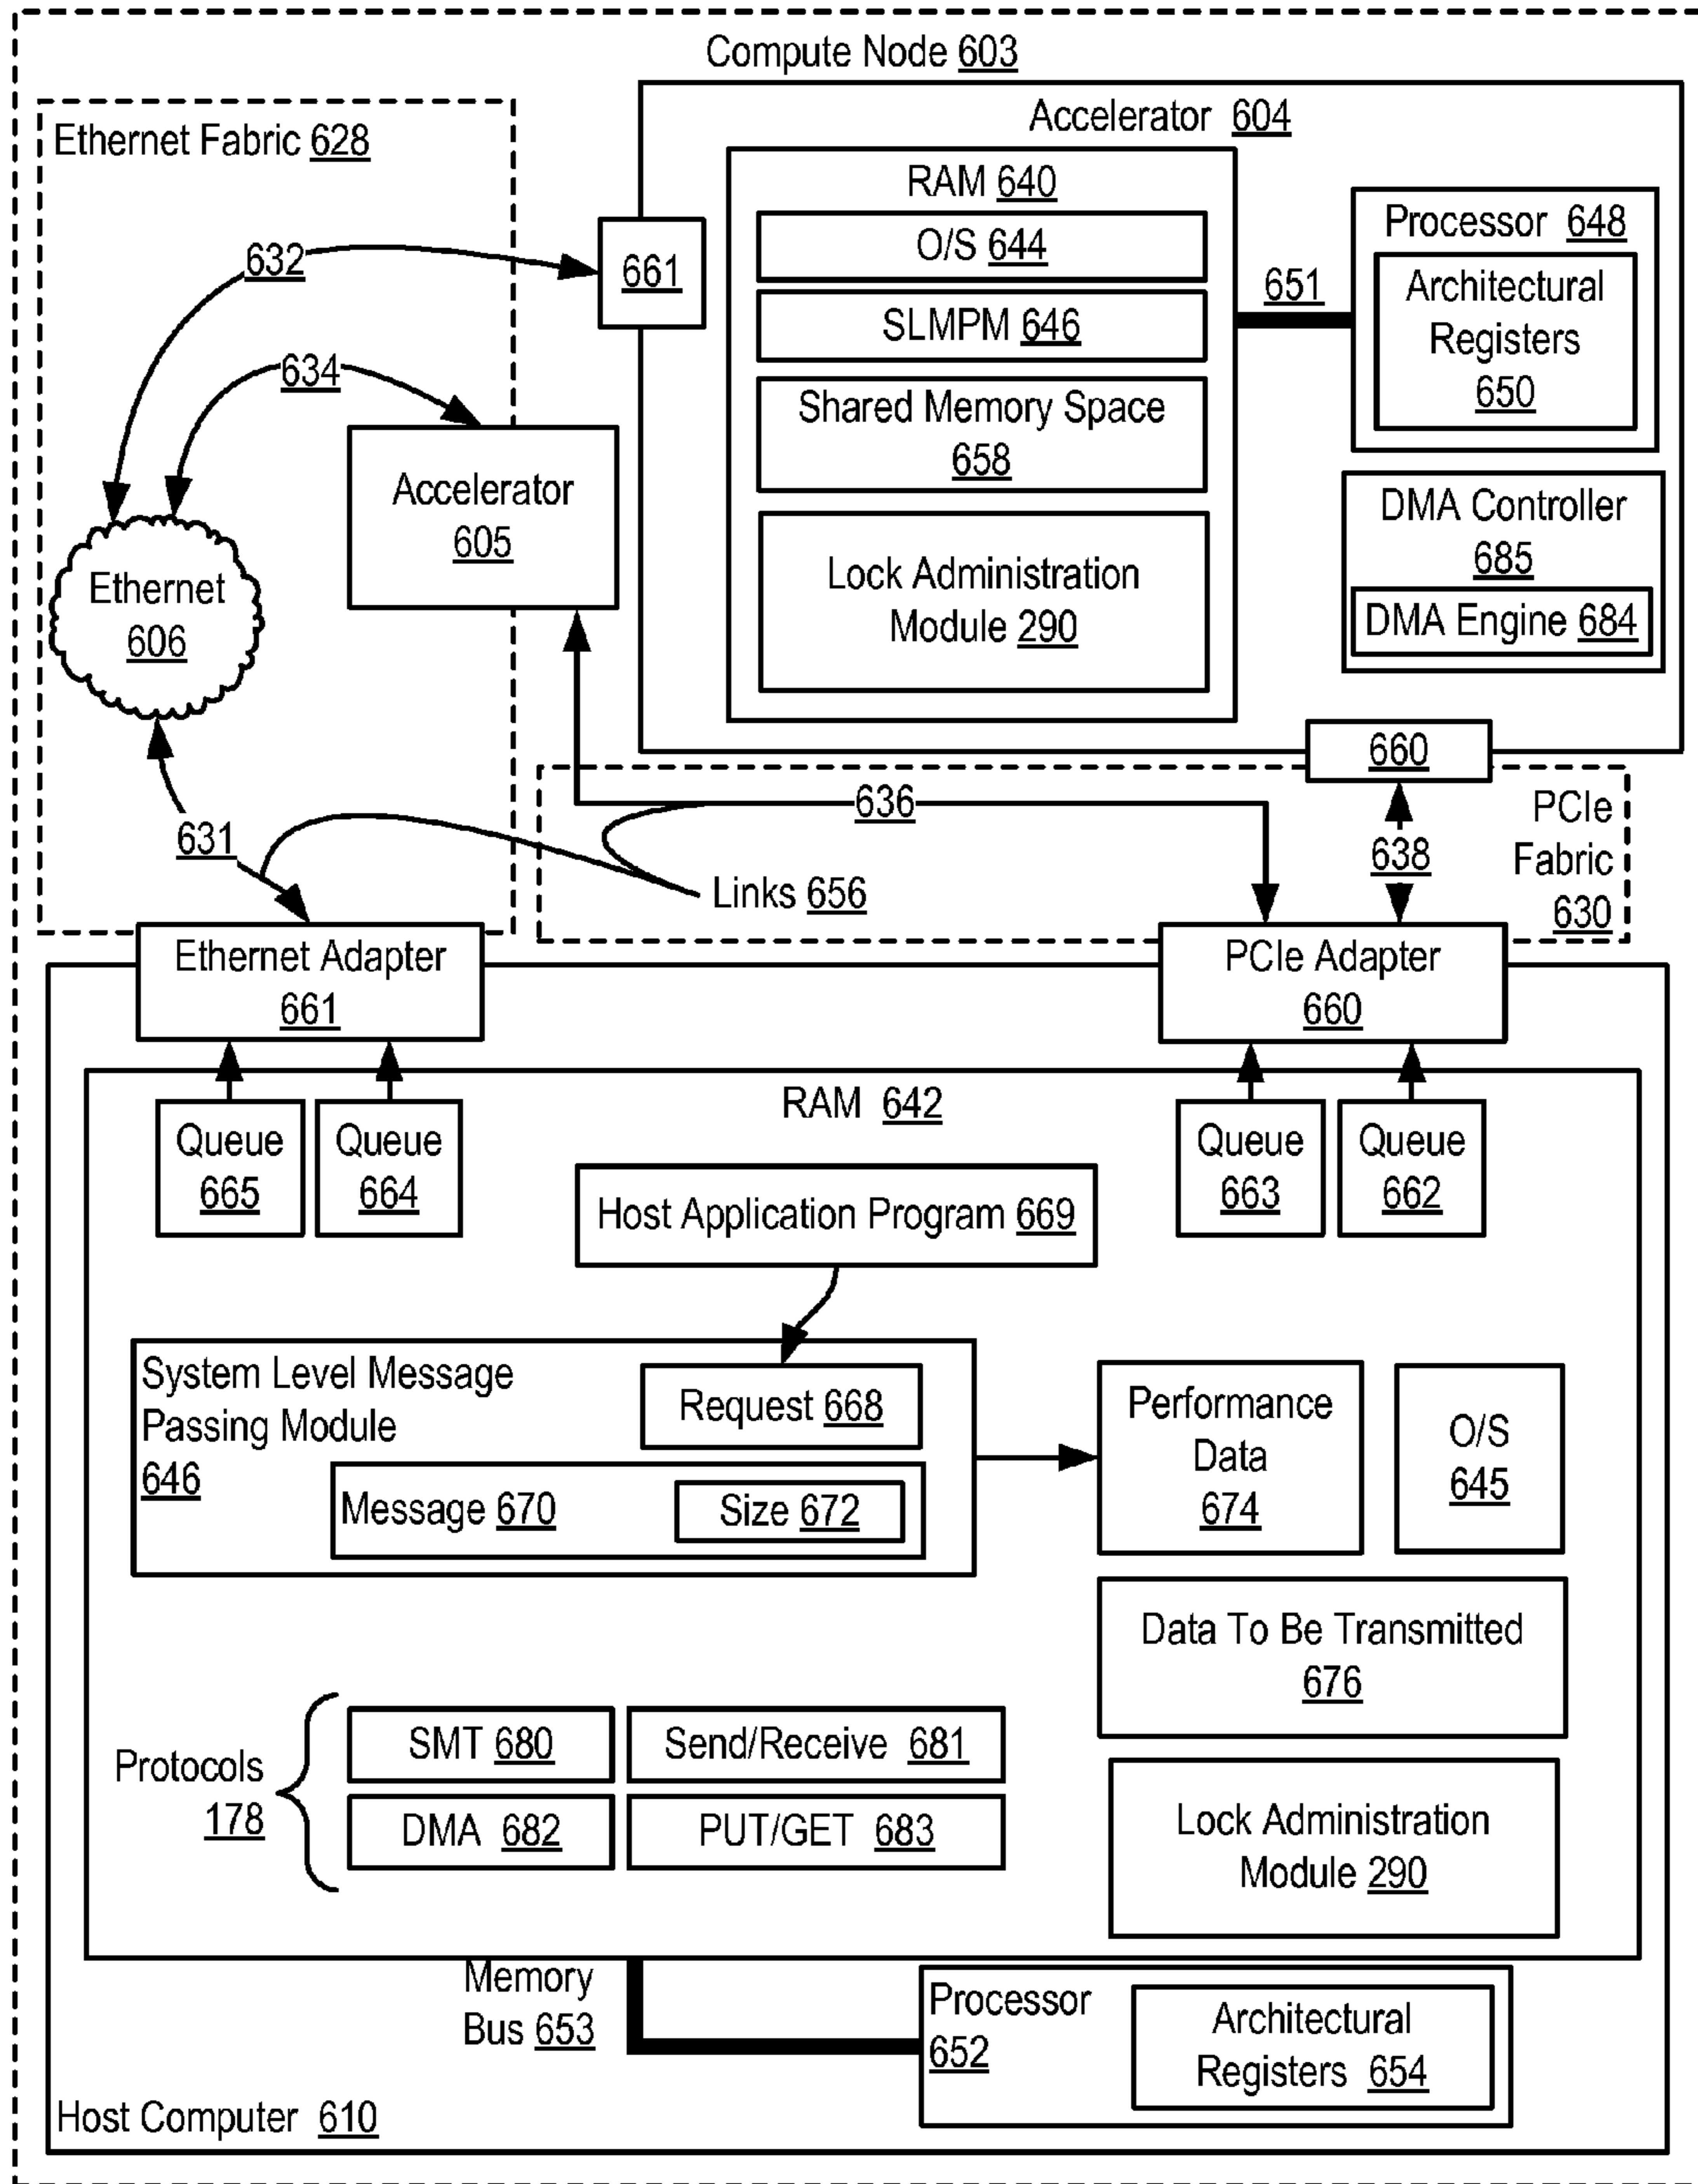 Compute Node 603
Ethernet Fabric 628
Accelerator 604
RAM 640
O/S 644
SLMPM 646
Shared Memory Space
658
Lock Administration
Module 290
651
Processor 648
Architectural
Registers
650
DMA Controller
685
DMA Engine 684
632
661
634
Accelerator
605
Ethernet
606
660
636
638
PCIe
Fabric
630
631
Links 656
Ethernet Adapter
661
PCIe Adapter
660
RAM 642
Queue
665
Queue
664
Queue
663
Queue
662
Host Application Program 669
System Level Message
Passing Module
646
Request 668
Message 670
Size 672
Performance
Data
674
O/S
645
Data To Be Transmitted
676
Protocols
178
SMT 680
Send/Receive 681
DMA 682
PUT/GET 683
Lock Administration
Module 290
Memory
Bus 653
Processor
652
Architectural
Registers 654
Host Computer 610